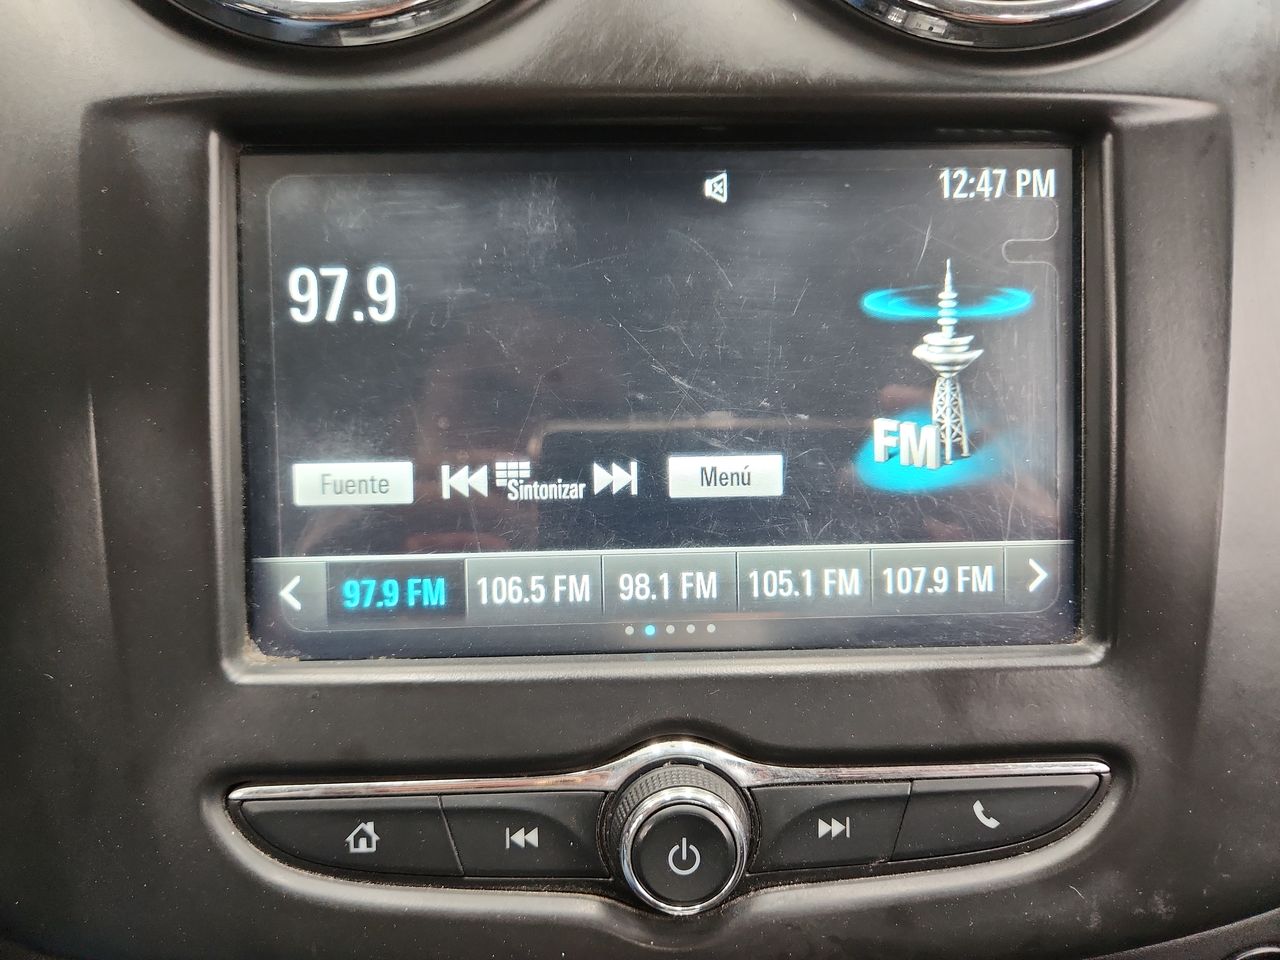 12:47 PM
97.9
FM
Fuente
Sintonizar
Menú
97.9 FM
106.5 FM
98.1 FM
105.1 FM
107.9 FM